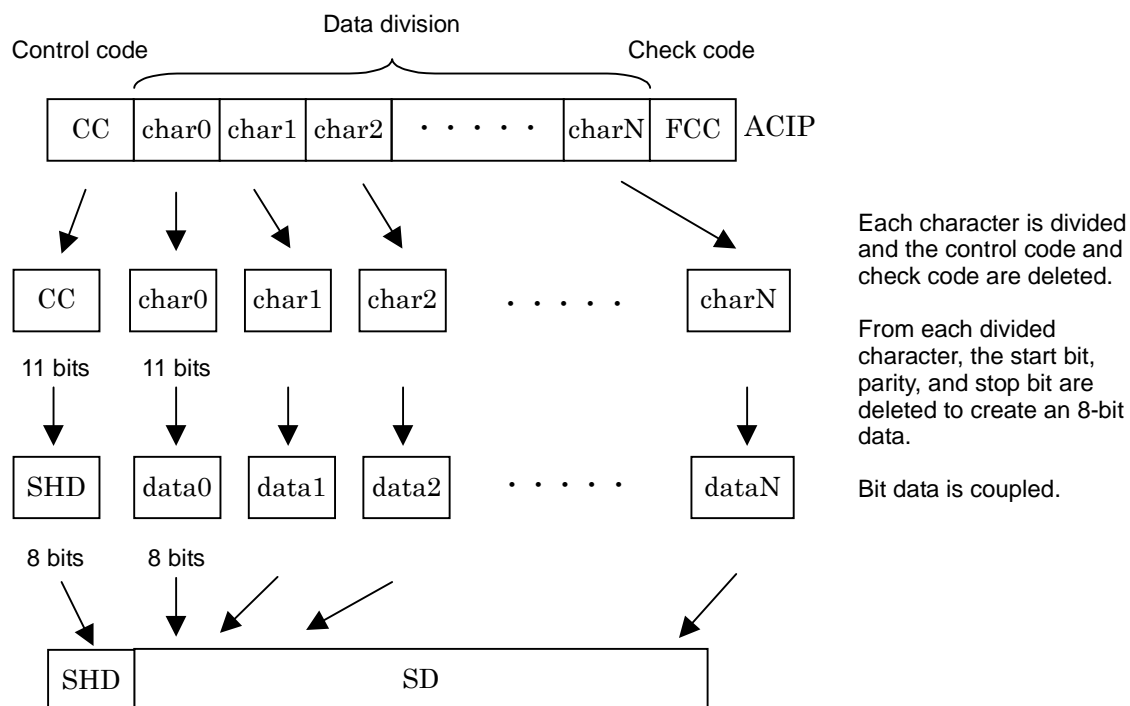 Data division
Control code
Check code
CC char0 char1 char2 · · · · · charN FCC ACIP
CC char0 char1 char2 · · · · · charN
11 bits 11 bits
SHD data0 data1 data2 · · · · · dataN
8 bits 8 bits
SHD SD
Each character is divided
and the control code and
check code are deleted.
From each divided
character, the start bit,
parity, and stop bit are
deleted to create an 8-bit
data.
Bit data is coupled.